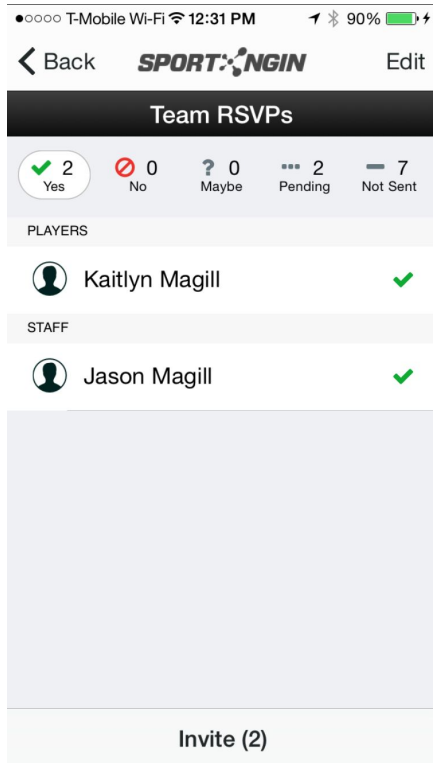 T-Mobile Wi-Fi 12:31 PM 90%
Back SPORT NGIN Edit
Team RSVPs
2 0 ? 0 2 7
Yes No Maybe Pending Not Sent
PLAYERS
Kaitlyn Magill
STAFF
Jason Magill
Invite (2)